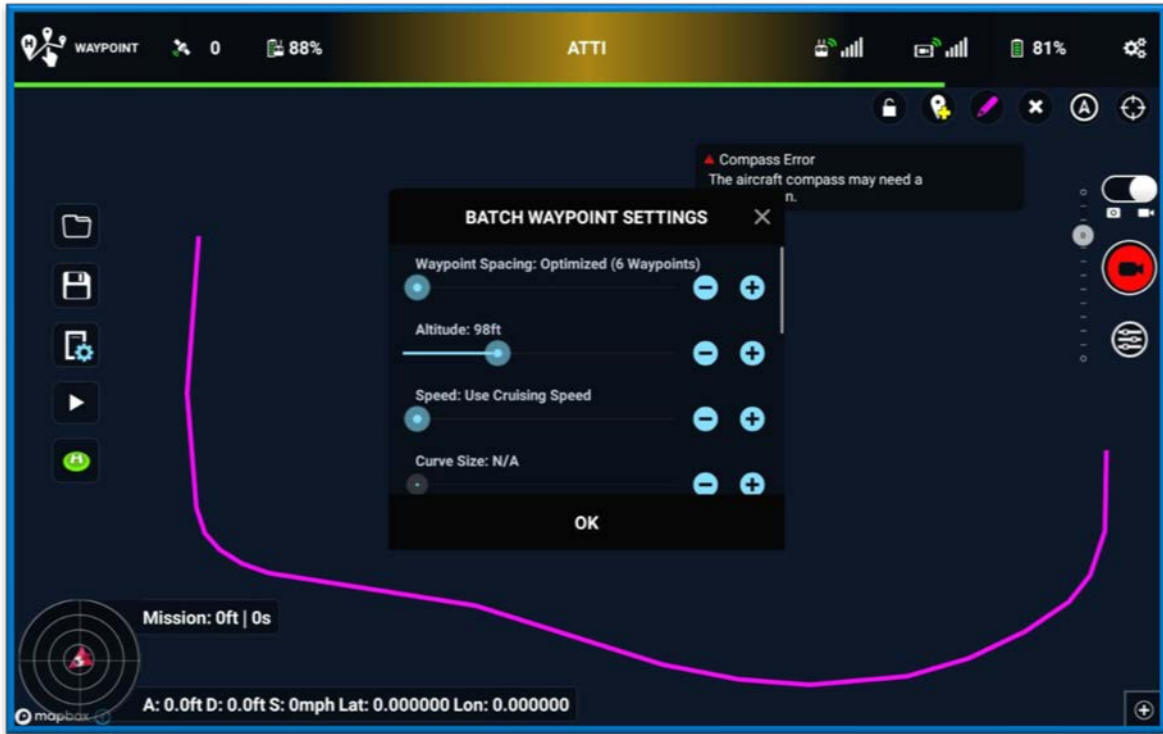 WAYPOINT
0
88%
ATTI
81%
Compass Error
The aircraft compass may need a
n.
BATCH WAYPOINT SETTINGS
Waypoint Spacing: Optimized (6 Waypoints)
Altitude: 98ft
Speed: Use Cruising Speed
Curve Size: N/A
OK
Mission: 0ft | 0s
A: 0.0ft D: 0.0ft S: 0mph Lat: 0.000000 Lon: 0.000000
mapbox